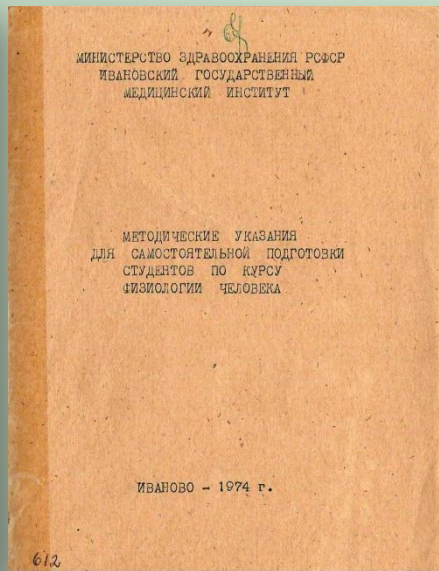 МИНИСТЕРСТВО ЗДРАВООХРАНЕНИЯ РСФСР
ИВАНОВСКИЙ ГОСУДАРСТВЕННЫЙ
МЕДИЦИНСКИЙ ИНСТИТУТ
МЕТОДИЧЕСКИЕ УКАЗАНИЯ
ДЛЯ САМОСТОЯТЕЛЬНОЙ ПОДГОТОВКИ
СТУДЕНТОВ ПО КУРСУ
ФИЗИОЛОГИИ ЧЕЛОВЕКА
ИВАНОВО - 1974 г.
612